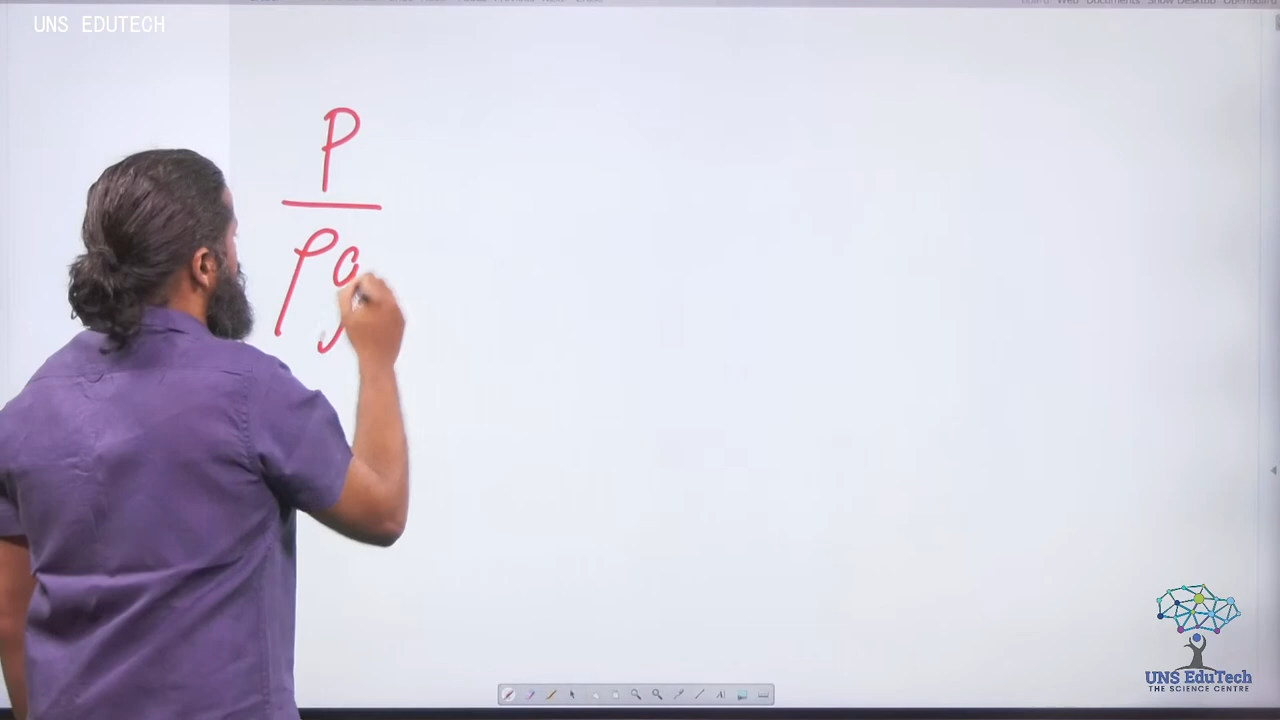 UNS EDUTECH
P
ρg
UNS EduTech
THE SCIENCE CENTRE